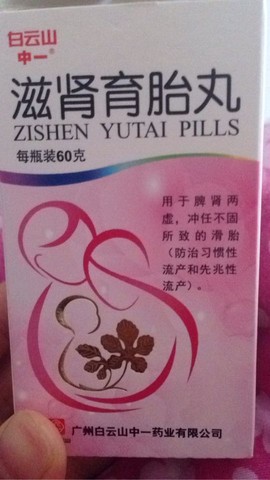 白云山
中一®
滋肾育胎丸
ZISHEN YUTAI PILLS
每瓶装60克
用于脾肾两
虚，冲任不固
所致的滑胎
（防治习惯性
流产和先兆性
流产）。
广州白云山中一药业有限公司